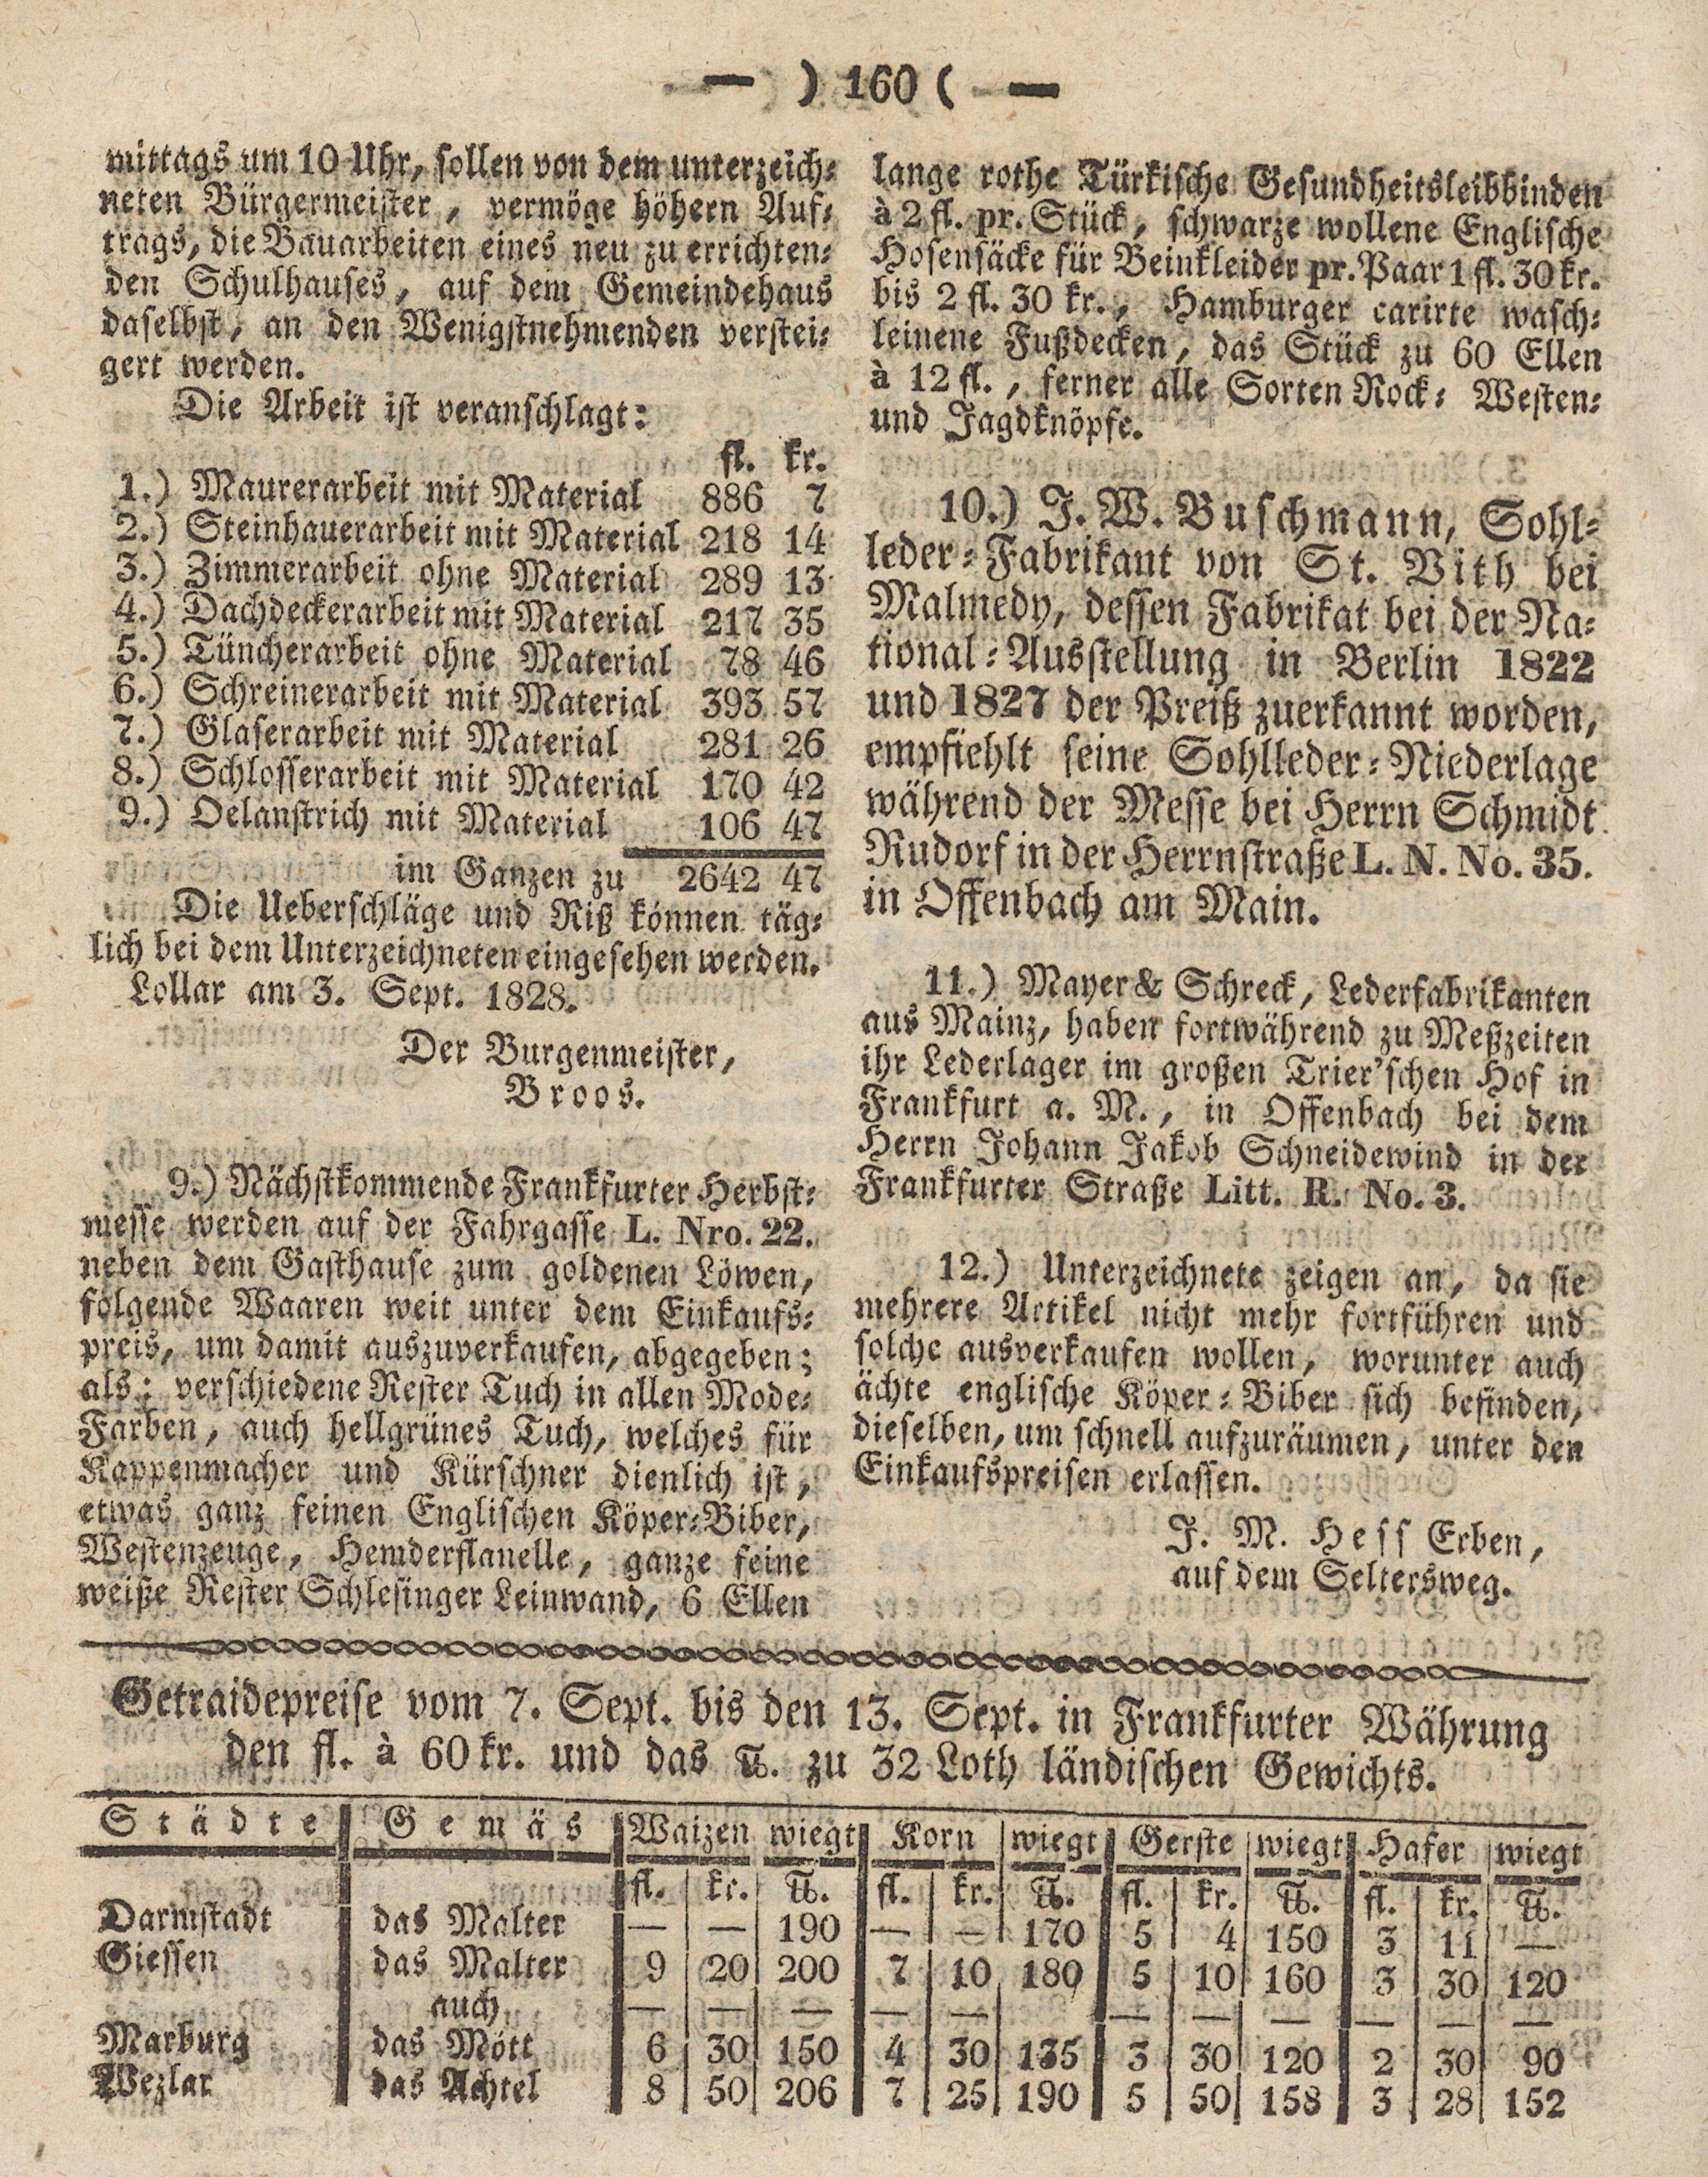 — ) 160 ( —
mittags um 10 Uhr, sollen von dem unterzeich-
neten Bürgermeister, vermöge höhern Auf-
trags, die Bauarbeiten eines neu zu errichten-
den Schulhauses, auf dem Gemeindehaus
daselbst, an den Wenigstnehmenden verstei-
gert werden.
Die Arbeit ist veranschlagt:
fl. kr.
1.) Maurerarbeit mit Material 886 7
2.) Steinhauerarbeit mit Material 218 14
3.) Zimmerarbeit ohne Material 289 13
4.) Dachdeckerarbeit mit Material 217 35
5.) Tüncherarbeit ohne Material 78 46
6.) Schreinerarbeit mit Material 393 57
7.) Glaserarbeit mit Material 281 26
8.) Schlosserarbeit mit Material 170 42
9.) Oelanstrich mit Material 106 47
im Ganzen zu 2642 47
Die Ueberschläge und Riß können täg-
lich bei dem Unterzeichneten eingesehen werden.
Lollar am 3. Sept. 1828.
Der Burgenmeister,
Broos.
9.) Nächstkommende Frankfurter Herbst-
messe werden auf der Fahrgasse L. Nro. 22.
neben dem Gasthause zum goldenen Löwen,
folgende Waaren weit unter dem Einkaufs-
preis, um damit auszuverkaufen, abgegeben;
als: verschiedene Rester Tuch in allen Mode-
Farben, auch hellgrünes Tuch, welches für
Kappenmacher und Kürschner dienlich ist,
etwas ganz feinen Englischen Köper-Biber,
Westenzeuge, Hemderflanelle, ganze feine
weiße Rester Schlesinger Leinwand, 6 Ellen
lange rothe Türkische Gesundheitsleibbinden
à 2 fl. pr. Stück, schwarze wollene Englische
Hosensäcke für Beinkleider pr. Paar 1 fl. 30 kr.
bis 2 fl. 30 kr., Hamburger carirte wasch-
leinene Fußdecken, das Stück zu 60 Ellen
à 12 fl., ferner alle Sorten Rock- Westen-
und Jagdknöpfe.
10.) J. W. Buschmann, Sohl-
leder-Fabrikant von St. Vith bei
Malmedy, dessen Fabrikat bei der Na-
tional-Ausstellung in Berlin 1822
und 1827 der Preiß zuerkannt worden,
empfiehlt seine Sohlleder-Niederlage
während der Messe bei Herrn Schmidt
Rudorf in der Herrnstraße L. N. No. 35.
in Offenbach am Main.
11.) Mayer & Schreck, Lederfabrikanten
aus Mainz, haben fortwährend zu Meßzeiten
ihr Lederlager im großen Trier'schen Hof in
Frankfurt a. M., in Offenbach bei dem
Herrn Johann Jakob Schneidewind in der
Frankfurter Straße Litt. R. No. 3.
12.) Unterzeichnete zeigen an, da sie
mehrere Artikel nicht mehr fortführen und
solche ausverkaufen wollen, worunter auch
ächte englische Köper-Biber sich befinden,
dieselben, um schnell aufzuräumen, unter den
Einkaufspreisen erlassen.
J. M. Hess Erben,
auf dem Seltersweg.
Getraidepreise vom 7. Sept. bis den 13. Sept. in Frankfurter Währung
den fl. à 60 kr. und das ℔. zu 32 Loth ländischen Gewichts.
Städte Gemäs Waizen wiegt Korn wiegt Gerste wiegt Hafer wiegt
fl. kr. ℔. fl. kr. ℔. fl. kr. ℔. fl. kr. ℔.
Darmstadt das Malter — — 190 — — 170 5 4 150 3 11 —
Giessen das Malter 9 20 200 7 10 180 5 10 160 3 30 120
auch — — — — — — — — — — —
Marburg das Mött 6 30 150 4 30 135 3 30 120 2 30 90
Wezlar das Achtel 8 50 206 7 25 190 5 50 158 3 28 152